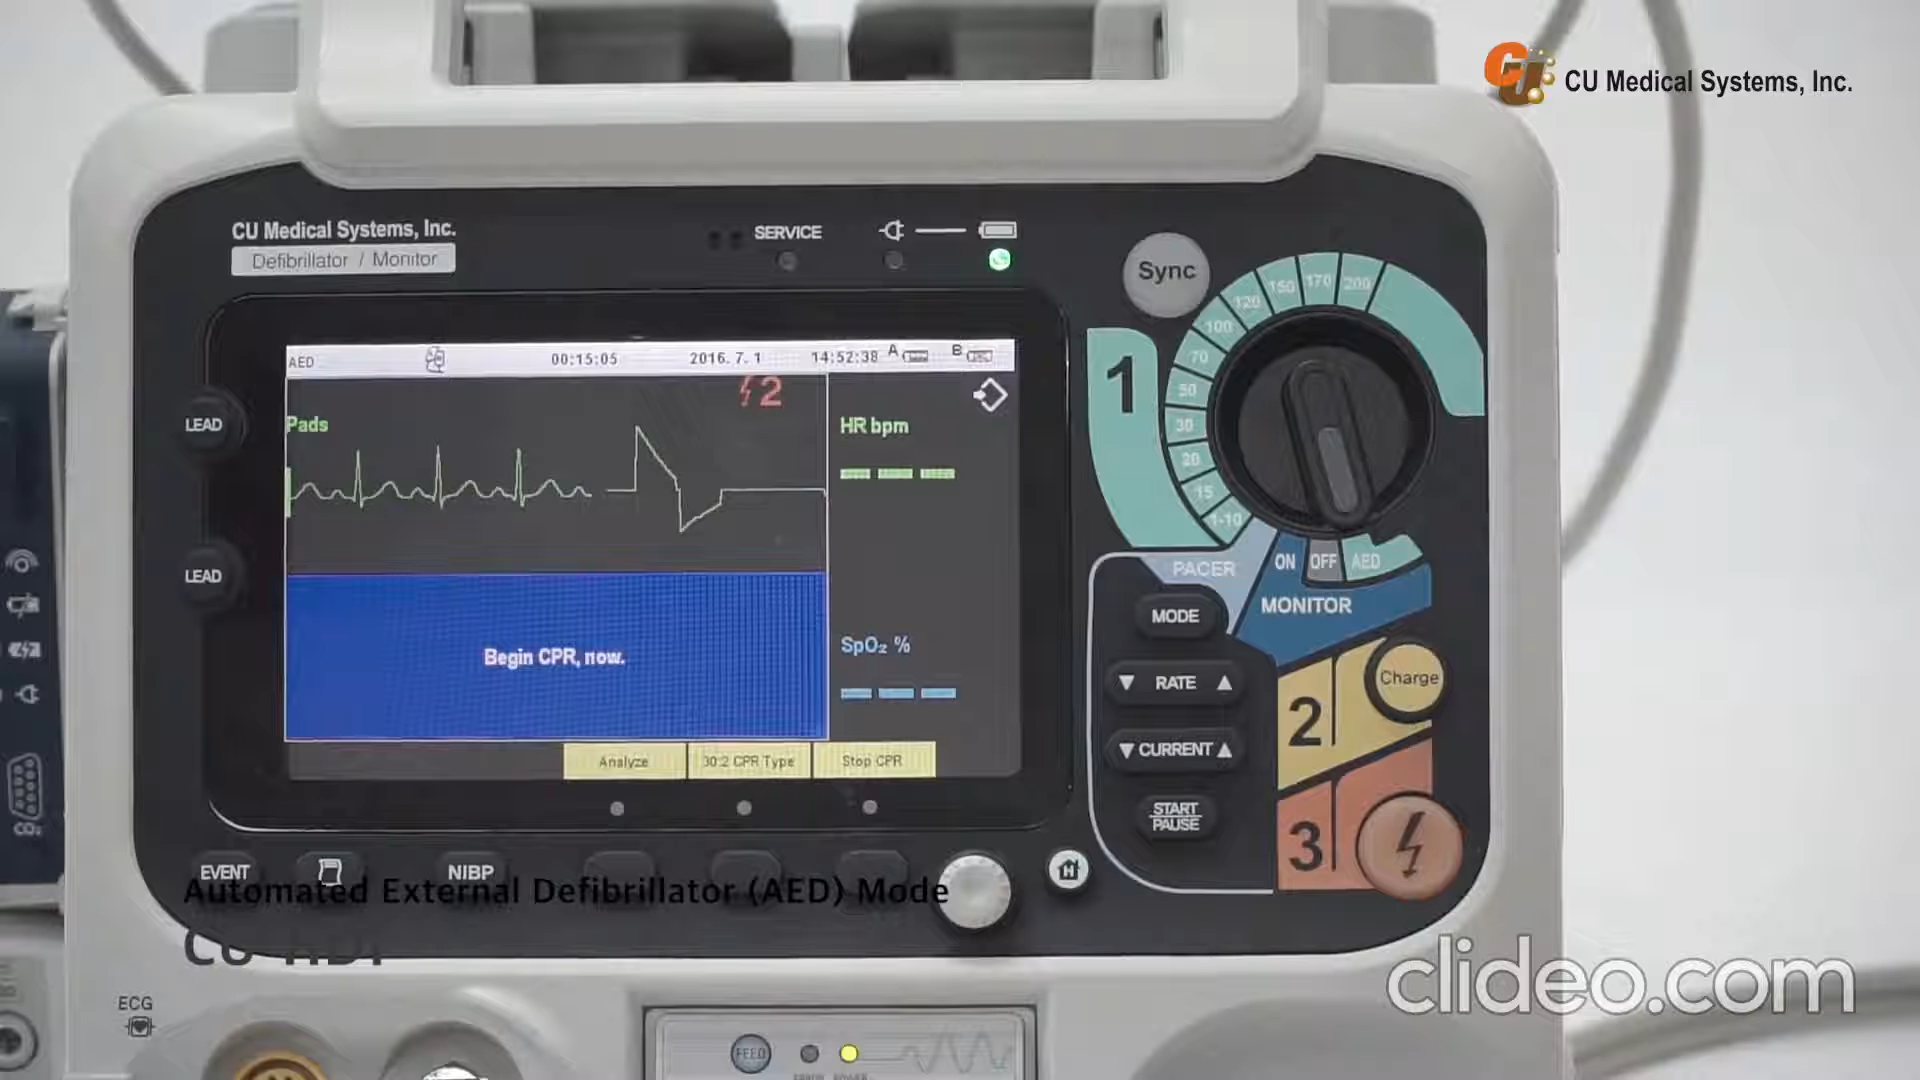 CU Medical Systems, Inc.
CU Medical Systems, Inc.
Defibrillator / Monitor
SERVICE
Sync
AED
00:15:05
2016. 7. 1
14:52:38
A
B
2
Pads
HR bpm
LEAD
LEAD
Begin CPR, now.
SpO₂ %
Analyze
30:2 CPR Type
Stop CPR
1
200
170
150
120
100
70
50
30
20
15
1-10
PACER
ON
OFF
AED
MONITOR
MODE
▼ RATE ▲
▼ CURRENT ▲
START
PAUSE
2
Charge
3
EVENT
NIBP
H
Automated External Defibrillator (AED) Mode
CO₂
ECG
FEED
clideo.com